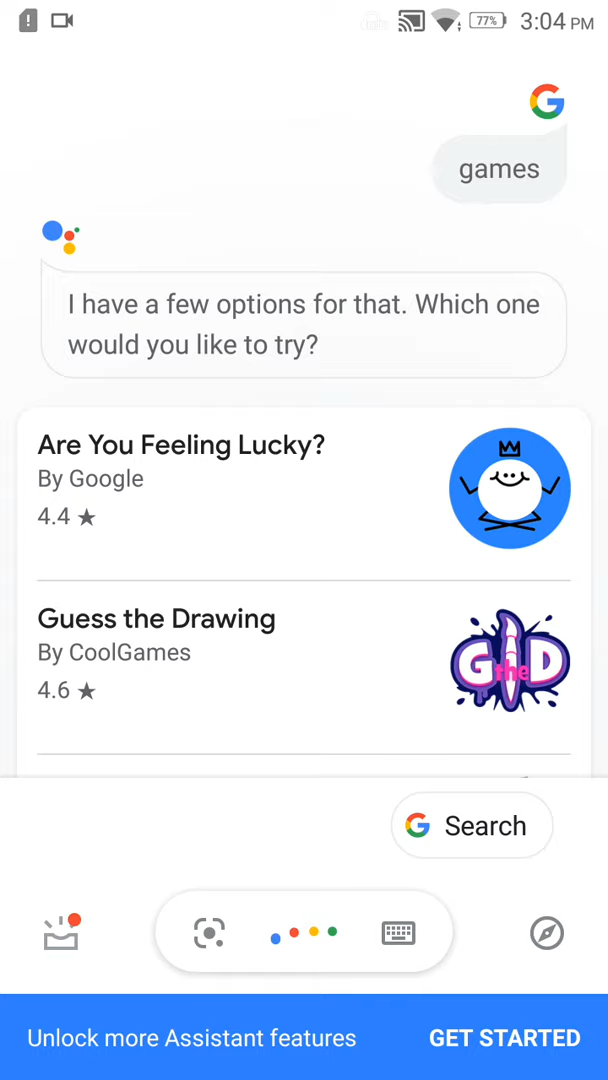 77% 3:04 PM
games
I have a few options for that. Which one
would you like to try?
Are You Feeling Lucky?
By Google
4.4 ★
Guess the Drawing
By CoolGames
4.6 ★
G the D
G Search
Unlock more Assistant features GET STARTED